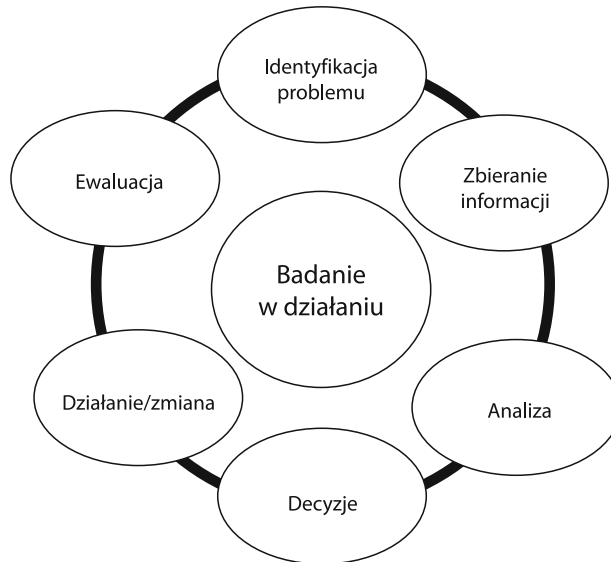 Identyfikacja
problemu
Zbieranie
informacji
Analiza
Decyzje
Działanie/zmiana
Ewaluacja
Badanie
w działaniu